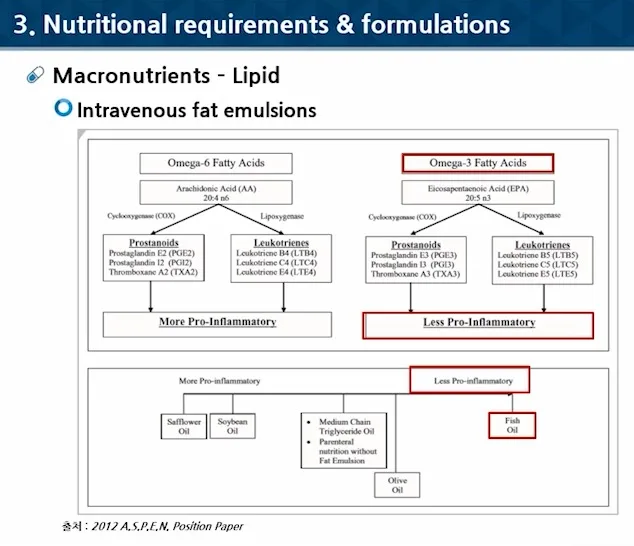 3. Nutritional requirements & formulations
Macronutrients - Lipid
Intravenous fat emulsions
Omega-6 Fatty Acids
Arachidonic Acid (AA)
20:4 n6
Cyclooxygenase (COX)
Lipoxygenase
Prostanoids
Prostaglandin E2 (PGE2)
Prostaglandin I2 (PGI2)
Thromboxane A2 (TXA2)
Leukotrienes
Leukotriene B4 (LTB4)
Leukotriene C4 (LTC4)
Leukotriene E4 (LTE4)
More Pro-Inflammatory
Omega-3 Fatty Acids
Eicosapentaenoic Acid (EPA)
20:5 n3
Cyclooxygenase (COX)
Lipoxygenase
Prostanoids
Prostaglandin E3 (PGE3)
Prostaglandin I3 (PGI3)
Thromboxane A3 (TXA3)
Leukotrienes
Leukotriene B5 (LTB5)
Leukotriene C5 (LTC5)
Leukotriene E5 (LTE5)
Less Pro-Inflammatory
More Pro-inflammatory
Less Pro-inflammatory
Safflower
Oil
Soybean
Oil
• Medium Chain
Triglyceride Oil
• Parenteral
nutrition without
Fat Emulsion
Olive
Oil
Fish
Oil
출처 : 2012 A.S.P.E.N. Position Paper